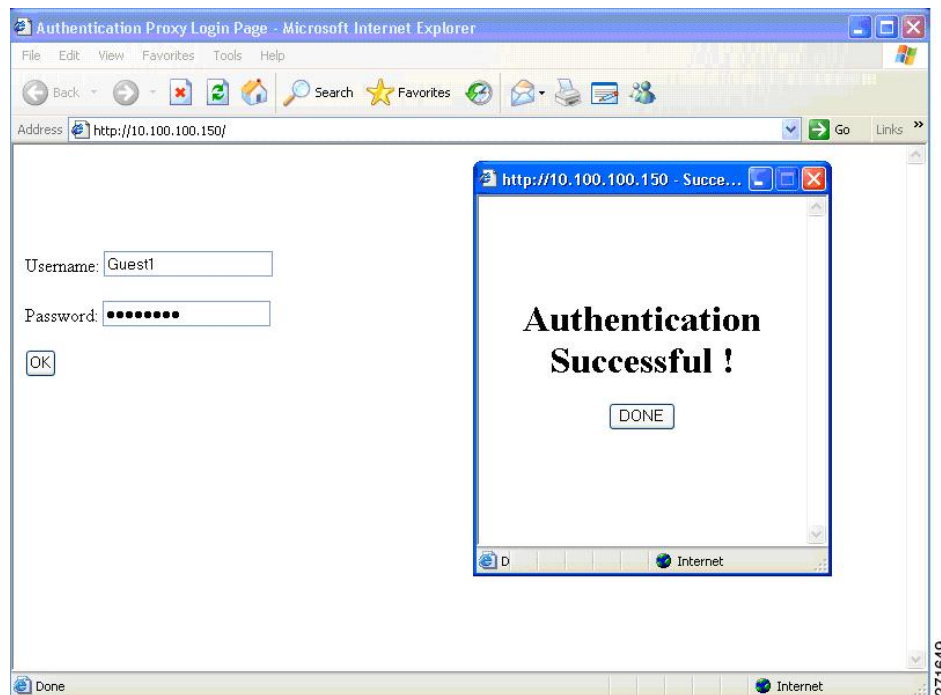 Authentication Proxy Login Page - Microsoft Internet Explorer
File Edit View Favorites Tools Help
Back Search Favorites
Address http://10.100.100.150/ Go Links »
http://10.100.100.150 - Succe...
Username: Guest1
Password: ●●●●●●●●
OK
Authentication
Successful !
DONE
D Internet
Done Internet
271649